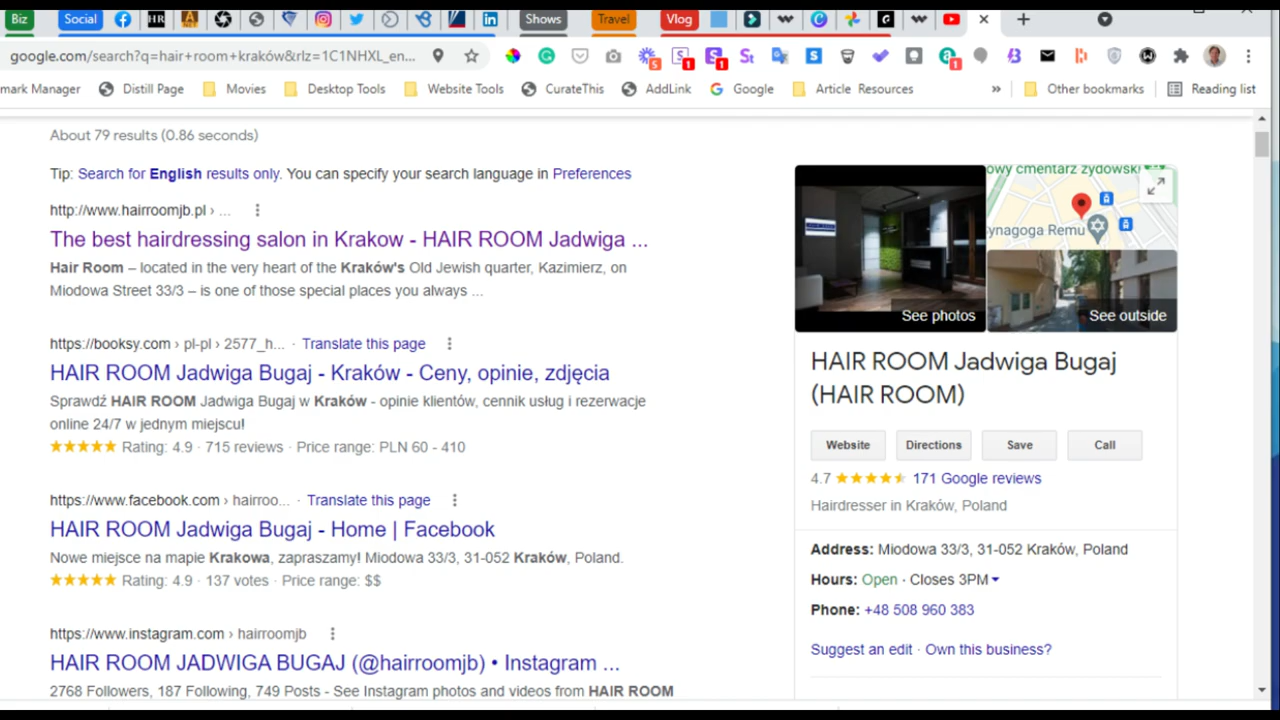 Biz
Social
HR
Shows
Travel
Vlog
google.com/search?q=hair+room+kraków&rlz=1C1NHXL_en...
5
1
1
St
1
mark Manager
Distill Page
Movies
Desktop Tools
Website Tools
CurateThis
AddLink
Google
Article Resources
»
Other bookmarks
Reading list
About 79 results (0.86 seconds)
Tip: Search for English results only. You can specify your search language in Preferences
http://www.hairroomjb.pl › ...
The best hairdressing salon in Krakow - HAIR ROOM Jadwiga ...
Hair Room – located in the very heart of the Kraków's Old Jewish quarter, Kazimierz, on
Miodowa Street 33/3 – is one of those special places you always ...
https://booksy.com › pl-pl › 2577_h... · Translate this page
HAIR ROOM Jadwiga Bugaj - Kraków - Ceny, opinie, zdjęcia
Sprawdź HAIR ROOM Jadwiga Bugaj w Kraków - opinie klientów, cennik usług i rezerwacje
online 24/7 w jednym miejscu!
Rating: 4.9 · 715 reviews · Price range: PLN 60 - 410
https://www.facebook.com › hairroo... · Translate this page
HAIR ROOM Jadwiga Bugaj - Home | Facebook
Nowe miejsce na mapie Krakowa, zapraszamy! Miodowa 33/3, 31-052 Kraków, Poland.
Rating: 4.9 · 137 votes · Price range: $$
https://www.instagram.com › hairroomjb
HAIR ROOM JADWIGA BUGAJ (@hairroomjb) • Instagram ...
2768 Followers, 187 Following, 749 Posts - See Instagram photos and videos from HAIR ROOM
owy cmentarz żydowski
ynagoga Remu
See photos
See outside
HAIR ROOM Jadwiga Bugaj
(HAIR ROOM)
Website
Directions
Save
Call
4.7 171 Google reviews
Hairdresser in Kraków, Poland
Address: Miodowa 33/3, 31-052 Kraków, Poland
Hours: Open · Closes 3PM
Phone: +48 508 960 383
Suggest an edit · Own this business?